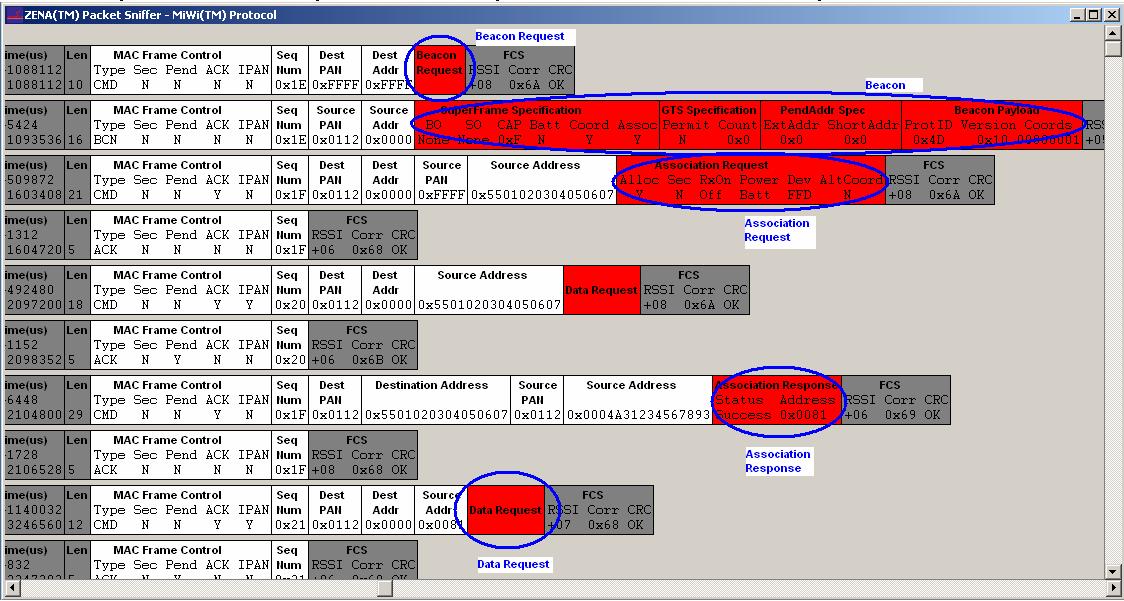 ZENA(TM) Packet Sniffer - MiWi(TM) Protocol
Beacon Request
ime(us) Len MAC Frame Control Seq Dest Dest Beacon FCS
-1088112 Type Sec Pend ACK IPAN Num PAN Addr Request RSSI Corr CRC
1088112 10 CMD N N N N 0x1E 0xFFFF 0xFFFF +08 0x6A OK
Beacon
ime(us) Len MAC Frame Control Seq Source Source SuperFrame Specification GTS Specification PendAddr Spec Beacon Payload
-5424 Type Sec Pend ACK IPAN Num PAN Addr BO SO CAP Batt Coord Assoc Permit Count ExtAddr ShortAddr ProtID Version Coords RSS
1093536 16 BCN N N N N 0x1E 0x0112 0x0000 None None 0xF N Y Y N 0x0 0x0 0x0 0x4D 0x10 00000001
ime(us) Len MAC Frame Control Seq Dest Dest Source Source Address Association Request FCS
-509872 Type Sec Pend ACK IPAN Num PAN Addr PAN Alloc Sec RxOn Power Dev AltCoord RSSI Corr CRC
1603408 21 CMD N N Y N 0x1F 0x0112 0x0000 0xFFFF 0x5501020304050607 Y N Off Batt FFD N +08 0x6A OK
Association
Request
ime(us) Len MAC Frame Control Seq FCS
-1312 Type Sec Pend ACK IPAN Num RSSI Corr CRC
1604720 5 ACK N N N N 0x1F +06 0x68 OK
ime(us) Len MAC Frame Control Seq Dest Dest Source Address FCS
-492480 Type Sec Pend ACK IPAN Num PAN Addr Data Request RSSI Corr CRC
2097200 18 CMD N N Y Y 0x20 0x0112 0x0000 0x5501020304050607 +08 0x6A OK
ime(us) Len MAC Frame Control Seq FCS
-1152 Type Sec Pend ACK IPAN Num RSSI Corr CRC
2098352 5 ACK N Y N N 0x20 +06 0x6B OK
ime(us) Len MAC Frame Control Seq Dest Destination Address Source Source Address Association Response FCS
-6448 Type Sec Pend ACK IPAN Num PAN PAN Status Address RSSI Corr CRC
2104800 29 CMD N N Y N 0x1F 0x0112 0x5501020304050607 0x0112 0x0004A31234567893 Success 0x0081 +06 0x69 OK
Association
Response
ime(us) Len MAC Frame Control Seq FCS
-1728 Type Sec Pend ACK IPAN Num RSSI Corr CRC
2106528 5 ACK N N N N 0x1F +08 0x68 OK
ime(us) Len MAC Frame Control Seq Dest Dest Source FCS
-1140032 Type Sec Pend ACK IPAN Num PAN Addr Addr Data Request RSSI Corr CRC
3246560 12 CMD N N Y Y 0x21 0x0112 0x0000 0x0081 +07 0x68 OK
Data Request
ime(us) Len MAC Frame Control Seq FCS
-832 Type Sec Pend ACK IPAN Num RSSI Corr CRC